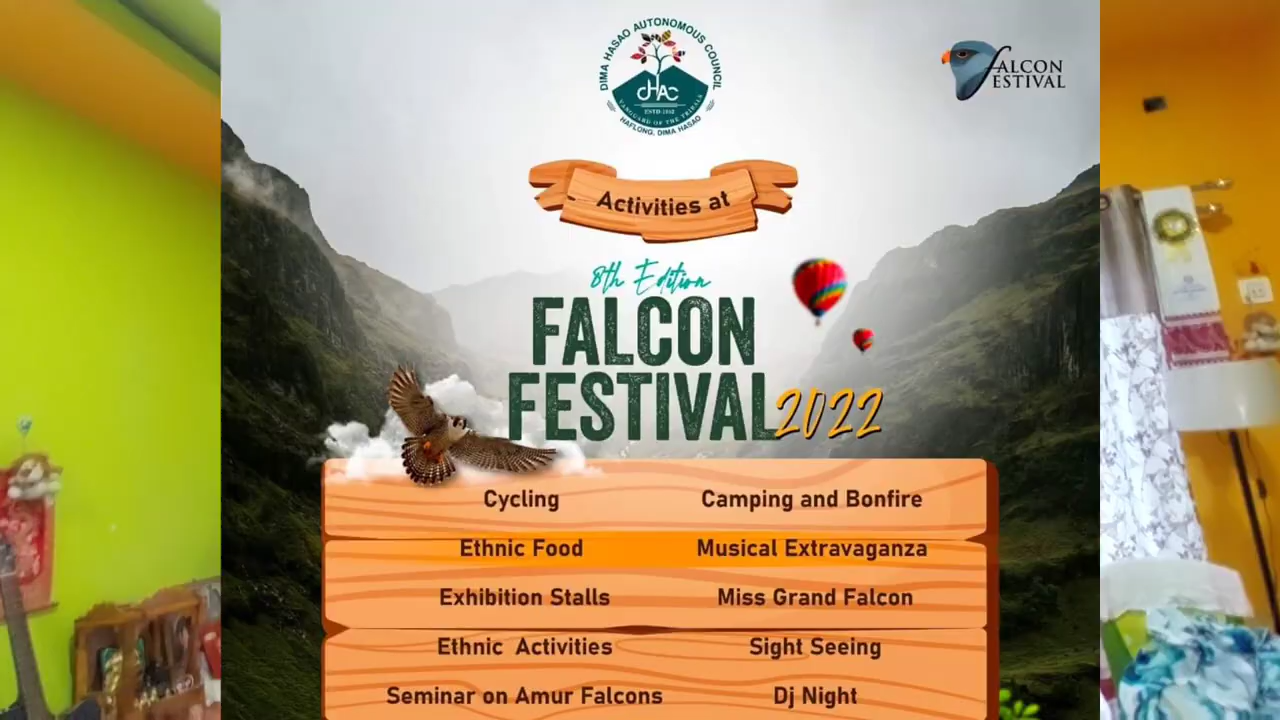 DIMA HASAO AUTONOMOUS COUNCIL
DHAC
ESTD-1952
VANGUARD OF THE TRIBALS
HAFLONG, DIMA HASAO
FALCON
FESTIVAL
Activities at
8th Edition
FALCON
FESTIVAL 2022
Cycling
Camping and Bonfire
Ethnic Food
Musical Extravaganza
Exhibition Stalls
Miss Grand Falcon
Ethnic Activities
Sight Seeing
Seminar on Amur Falcons
Dj Night